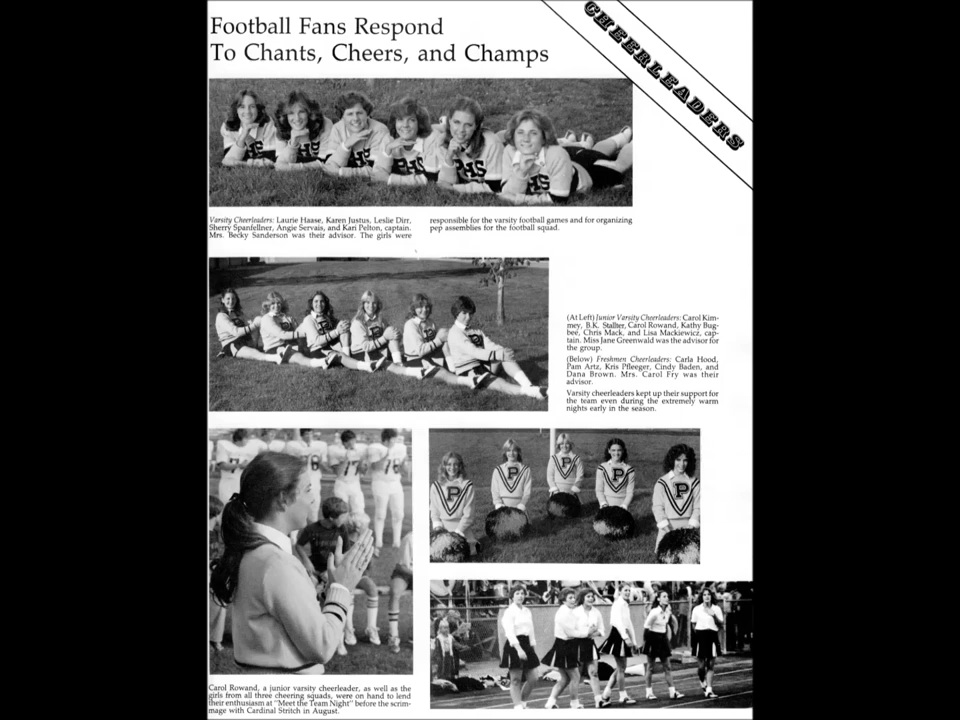 Football Fans Respond
To Chants, Cheers, and Champs
CHEERLEADERS
PHS
HS
Varsity Cheerleaders: Laurie Haase, Karen Justus, Leslie Dirr,
Sherry Spanfellner, Angie Servais, and Kari Pelton, captain.
Mrs. Becky Sanderson was their advisor. The girls were
responsible for the varsity football games and for organizing
pep assemblies for the football squad.
(At Left) Junior Varsity Cheerleaders: Carol Kim-
mey, B.K. Stallter, Carol Rowand, Kathy Bug-
bee, Chris Mack, and Lisa Mackiewicz, cap-
tain. Miss Jane Greenwald was the advisor for
the group.
(Below) Freshmen Cheerleaders: Carla Hood,
Pam Artz, Kris Pfleeger, Cindy Baden, and
Dana Brown. Mrs. Carol Fry was their
advisor.
Varsity cheerleaders kept up their support for
the team even during the extremely warm
nights early in the season.
P
P
P
P
P
Carol Rowand, a junior varsity cheerleader, as well as the
girls from all three cheering squads, were on hand to lend
their enthusiasm at "Meet the Team Night" before the scrim-
mage with Cardinal Stritch in August.